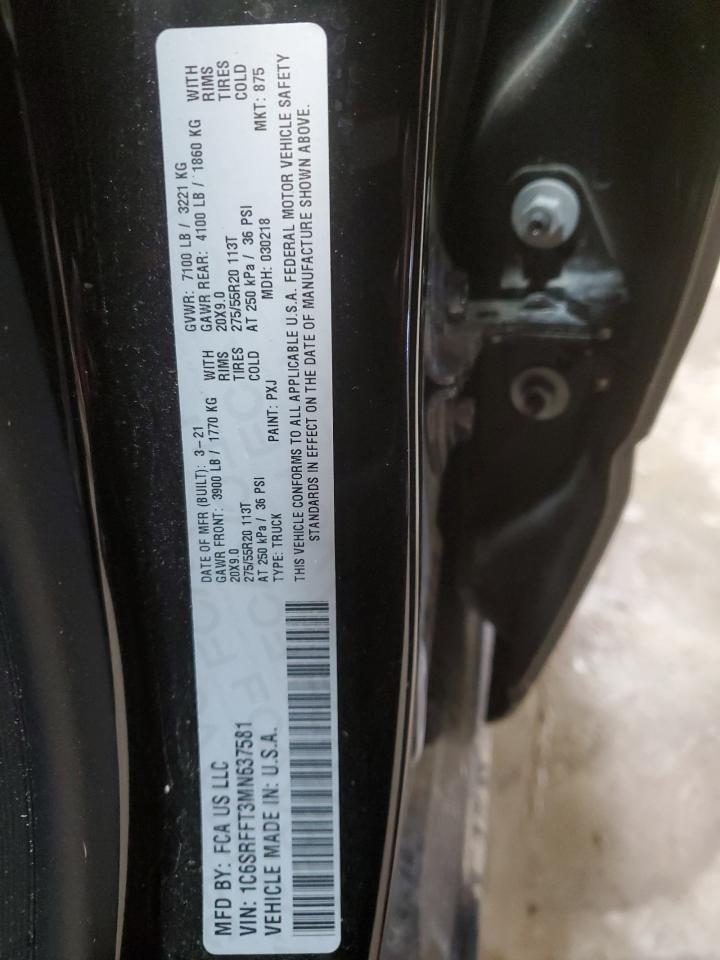 MFD BY: FCA US LLC
VIN: 1C6SRFFT3MN637581
VEHICLE MADE IN: U.S.A.
DATE OF MFR (BUILT): 3-21 GVWR: 7100 LB / 3221 KG
GAWR FRONT: 3900 LB / 1770 KG WITH GAWR REAR: 4100 LB / 1860 KG WITH
20X9.0 RIMS 20X9.0 RIMS
275/55R20 113T TIRES 275/55R20 113T TIRES
AT 250 kPa / 36 PSI COLD AT 250 kPa / 36 PSI COLD
TYPE: TRUCK PAINT: PXJ MDH: 030218 MKT: 875
THIS VEHICLE CONFORMS TO ALL APPLICABLE U.S.A. FEDERAL MOTOR VEHICLE SAFETY
STANDARDS IN EFFECT ON THE DATE OF MANUFACTURE SHOWN ABOVE.